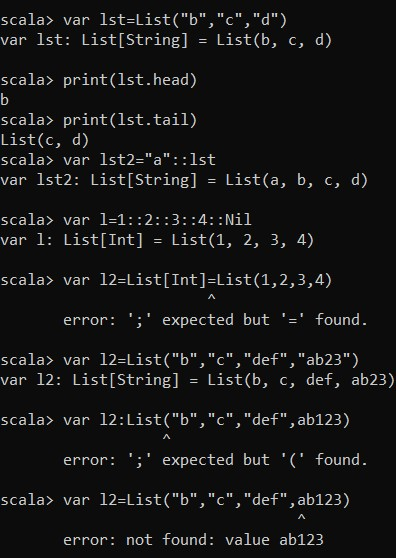 scala> var lst=List("b","c","d")
var lst: List[String] = List(b, c, d)
scala> print(lst.head)
b
scala> print(lst.tail)
List(c, d)
scala> var lst2="a"::lst
var lst2: List[String] = List(a, b, c, d)
scala> var l=1::2::3::4::Nil
var l: List[Int] = List(1, 2, 3, 4)
scala> var l2=List[Int]=List(1,2,3,4)
^
error: ';' expected but '=' found.
scala> var l2=List("b","c","def","ab23")
var l2: List[String] = List(b, c, def, ab23)
scala> var l2:List("b","c","def",ab123)
^
error: ';' expected but '(' found.
scala> var l2=List("b","c","def",ab123)
^
error: not found: value ab123